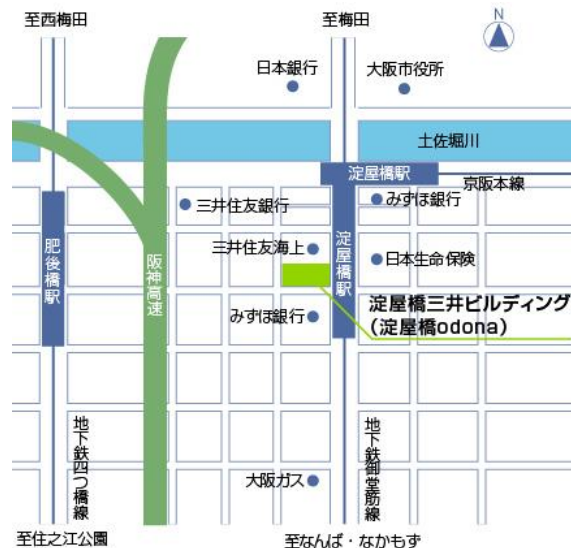 至西梅田
至梅田
N
日本銀行
大阪市役所
土佐堀川
淀屋橋駅
京阪本線
三井住友銀行
みずほ銀行
肥後橋駅
阪神高速
三井住友海上
淀屋橋駅
日本生命保険
淀屋橋三井ビルディング
(淀屋橋odona)
みずほ銀行
地下鉄四つ橋線
地下鉄御堂筋線
大阪ガス
至住之江公園
至なんば・なかもず